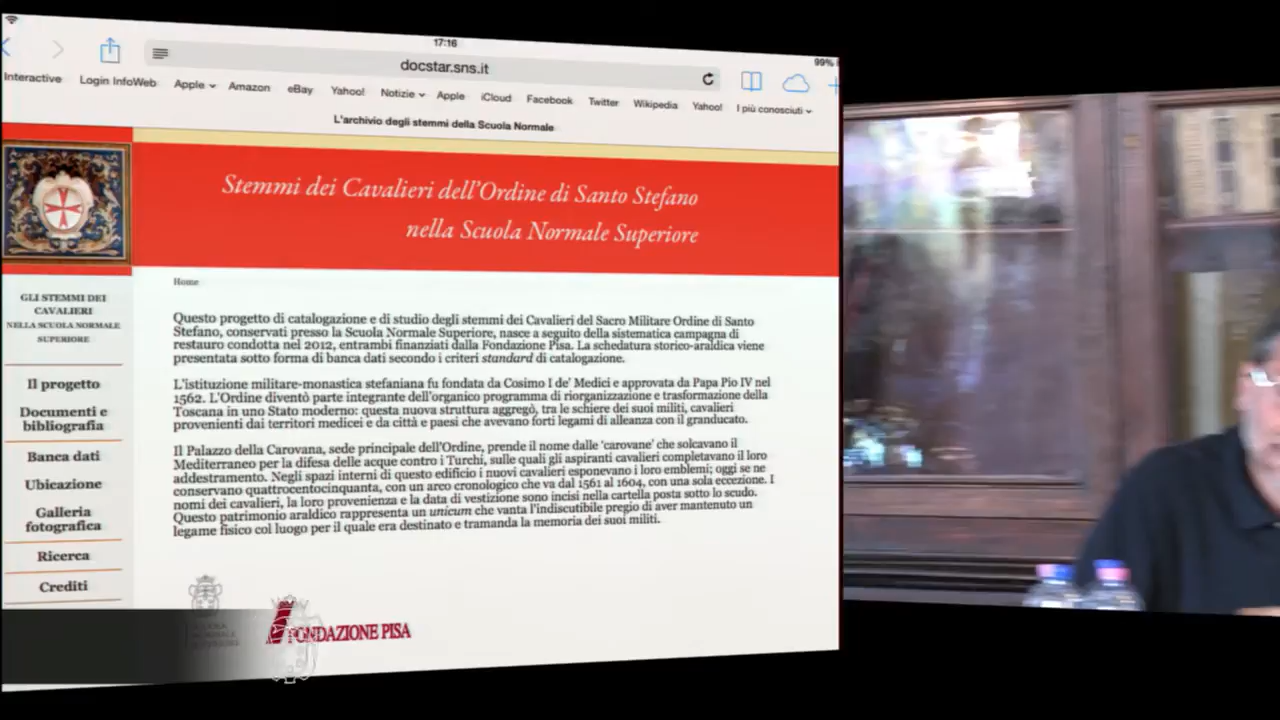 17:16
99%
docstar.sns.it
Interactive Login InfoWeb Apple Amazon eBay Yahoo! Notizie Apple iCloud Facebook Twitter Wikipedia Yahoo! I più conosciuti
L'archivio degli stemmi della Scuola Normale
Stemmi dei Cavalieri dell'Ordine di Santo Stefano
nella Scuola Normale Superiore
GLI STEMMI DEI
CAVALIERI
NELLA SCUOLA NORMALE
SUPERIORE
Il progetto
Documenti e
bibliografia
Banca dati
Ubicazione
Galleria
fotografica
Ricerca
Crediti
Home
Questo progetto di catalogazione e di studio degli stemmi dei Cavalieri del Sacro Militare Ordine di Santo
Stefano, conservati presso la Scuola Normale Superiore, nasce a seguito della sistematica campagna di
restauro condotta nel 2012, entrambi finanziati dalla Fondazione Pisa. La schedatura storico-araldica viene
presentata sotto forma di banca dati secondo i criteri standard di catalogazione.
L'istituzione militare-monastica stefaniana fu fondata da Cosimo I de' Medici e approvata da Papa Pio IV nel
1562. L'Ordine diventò parte integrante dell'organico programma di riorganizzazione e trasformazione della
Toscana in uno Stato moderno: questa nuova struttura aggregò, tra le schiere dei suoi militi, cavalieri
provenienti dai territori medicei e da città e paesi che avevano forti legami di alleanza con il granducato.
Il Palazzo della Carovana, sede principale dell'Ordine, prende il nome dalle 'carovane' che solcavano il
Mediterraneo per la difesa delle acque contro i Turchi, sulle quali gli aspiranti cavalieri completavano il loro
addestramento. Negli spazi interni di questo edificio i nuovi cavalieri esponevano i loro emblemi; oggi se ne
conservano quattrocentocinquanta, con un arco cronologico che va dal 1561 al 1604, con una sola eccezione. I
nomi dei cavalieri, la loro provenienza e la data di vestizione sono incisi nella cartella posta sotto lo scudo.
Questo patrimonio araldico rappresenta un unicum che vanta l'indiscutibile pregio di aver mantenuto un
legame fisico col luogo per il quale era destinato e tramanda la memoria dei suoi militi.
FONDAZIONE PISA